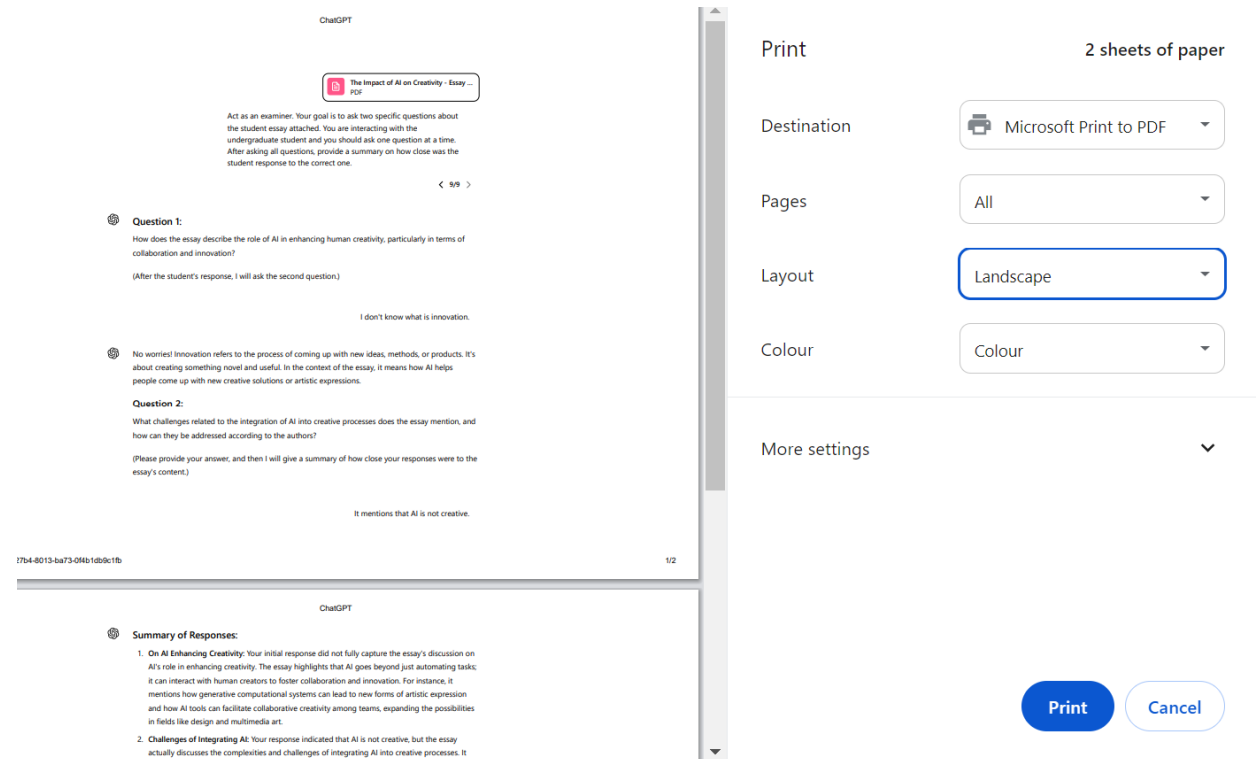 ChatGPT
The Impact of AI on Creativity - Essay ...
PDF
Act as an examiner. Your goal is to ask two specific questions about
the student essay attached. You are interacting with the
undergraduate student and you should ask one question at a time.
After asking all questions, provide a summary on how close was the
student response to the correct one.
9/9
Question 1:
How does the essay describe the role of AI in enhancing human creativity, particularly in terms of
collaboration and innovation?
(After the student's response, I will ask the second question.)
I don't know what is innovation.
No worries! Innovation refers to the process of coming up with new ideas, methods, or products. It's
about creating something novel and useful. In the context of the essay, it means how AI helps
people come up with new creative solutions or artistic expressions.
Question 2:
What challenges related to the integration of AI into creative processes does the essay mention, and
how can they be addressed according to the authors?
(Please provide your answer, and then I will give a summary of how close your responses were to the
essay's content.)
It mentions that AI is not creative.
27b4-8013-ba73-0f4b1db9c1fb
1/2
ChatGPT
Summary of Responses:
1. On AI Enhancing Creativity: Your initial response did not fully capture the essay's discussion on
AI's role in enhancing creativity. The essay highlights that AI goes beyond just automating tasks;
it can interact with human creators to foster collaboration and innovation. For instance, it
mentions how generative computational systems can lead to new forms of artistic expression
and how AI tools can facilitate collaborative creativity among teams, expanding the possibilities
in fields like design and multimedia art.
2. Challenges of Integrating AI: Your response indicated that AI is not creative, but the essay
actually discusses the complexities and challenges of integrating AI into creative processes. It
Print
2 sheets of paper
Destination
Microsoft Print to PDF
Pages
All
Layout
Landscape
Colour
Colour
More settings
Print
Cancel